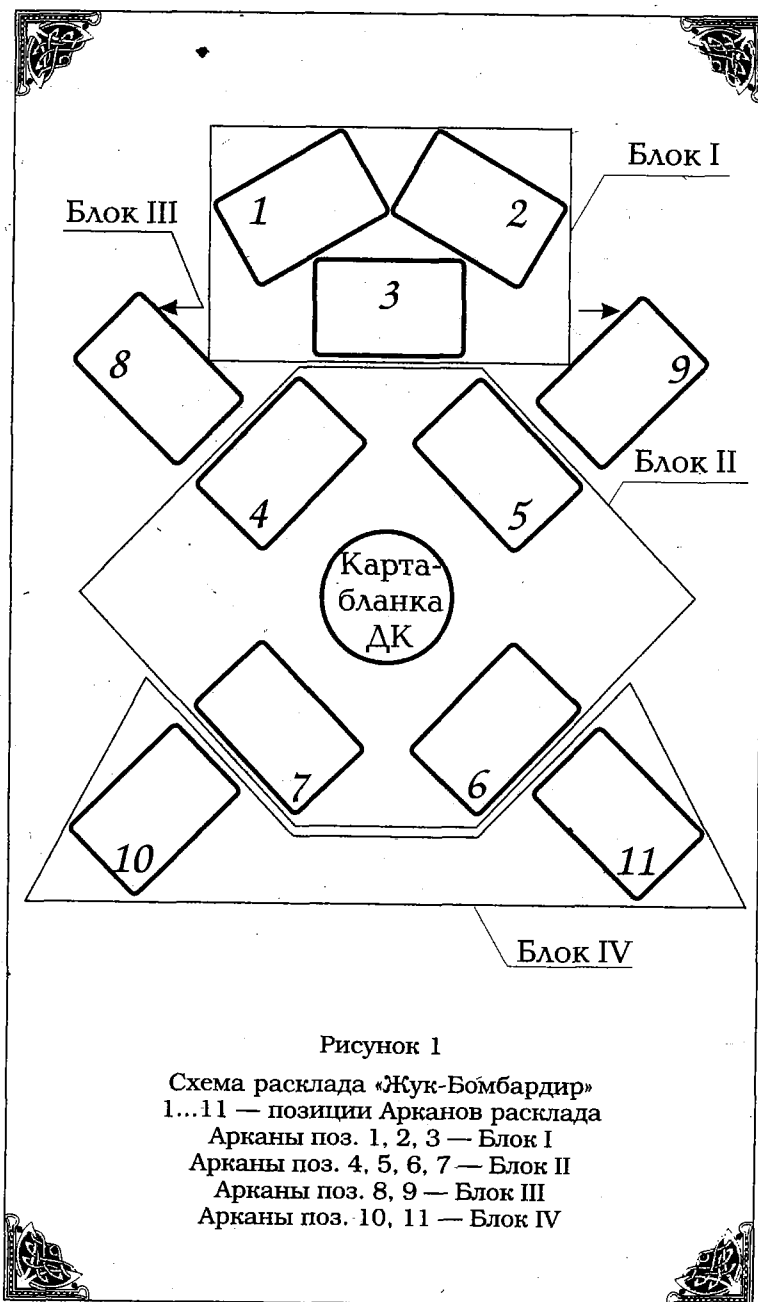 Блок I
Блок III
1
2
3
8
9
Блок II
4
5
Карта-
бланка
ДК
7
6
10
11
Блок IV
Рисунок 1
Схема расклада «Жук-Бомбардир»
1...11 — позиции Арканов расклада
Арканы поз. 1, 2, 3 — Блок I
Арканы поз. 4, 5, 6, 7 — Блок II
Арканы поз. 8, 9 — Блок III
Арканы поз. 10, 11 — Блок IV